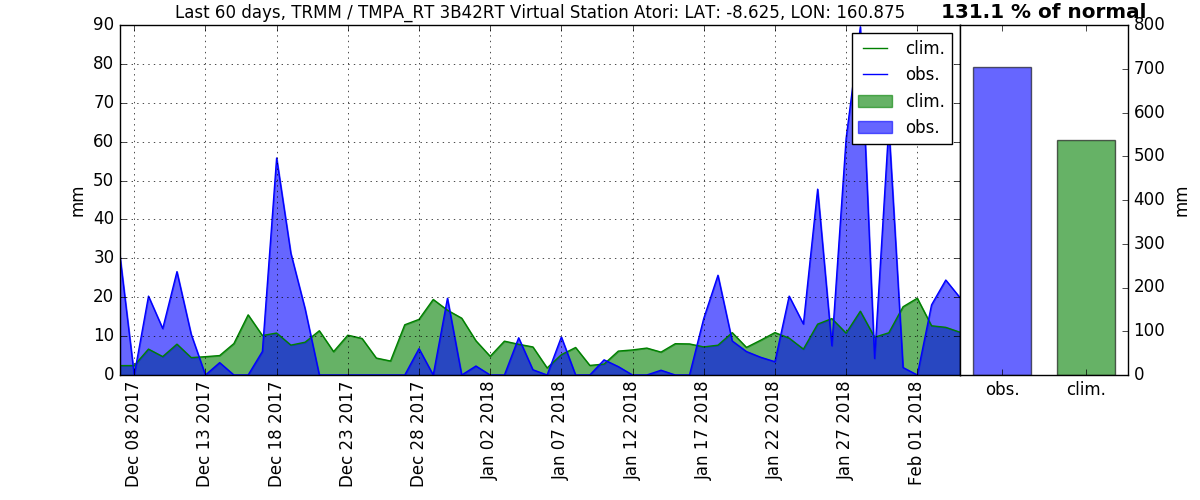 Last 60 days, TRMM / TMPA_RT 3B42RT Virtual Station Atori: LAT: -8.625, LON: 160.875
131.1 % of normal
90
80
70
60
50
40
30
20
10
0
mm
clim.
obs.
clim.
obs.
Dec 08 2017
Dec 13 2017
Dec 18 2017
Dec 23 2017
Dec 28 2017
Jan 02 2018
Jan 07 2018
Jan 12 2018
Jan 17 2018
Jan 22 2018
Jan 27 2018
Feb 01 2018
800
700
600
500
400
300
200
100
0
mm
obs.
clim.